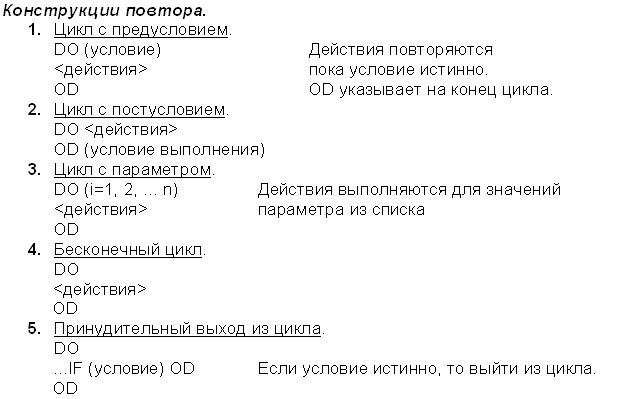 Конструкции повтора.
1. Цикл с предусловием.
DO (условие) Действия повторяются
<действия> пока условие истинно.
OD OD указывает на конец цикла.
2. Цикл с постусловием.
DO <действия>
OD (условие выполнения)
3. Цикл с параметром.
DO (i=1, 2, ... n) Действия выполняются для значений
<действия> параметра из списка
OD
4. Бесконечный цикл.
DO
<действия>
OD
5. Принудительный выход из цикла.
DO
...IF (условие) OD Если условие истинно, то выйти из цикла.
OD